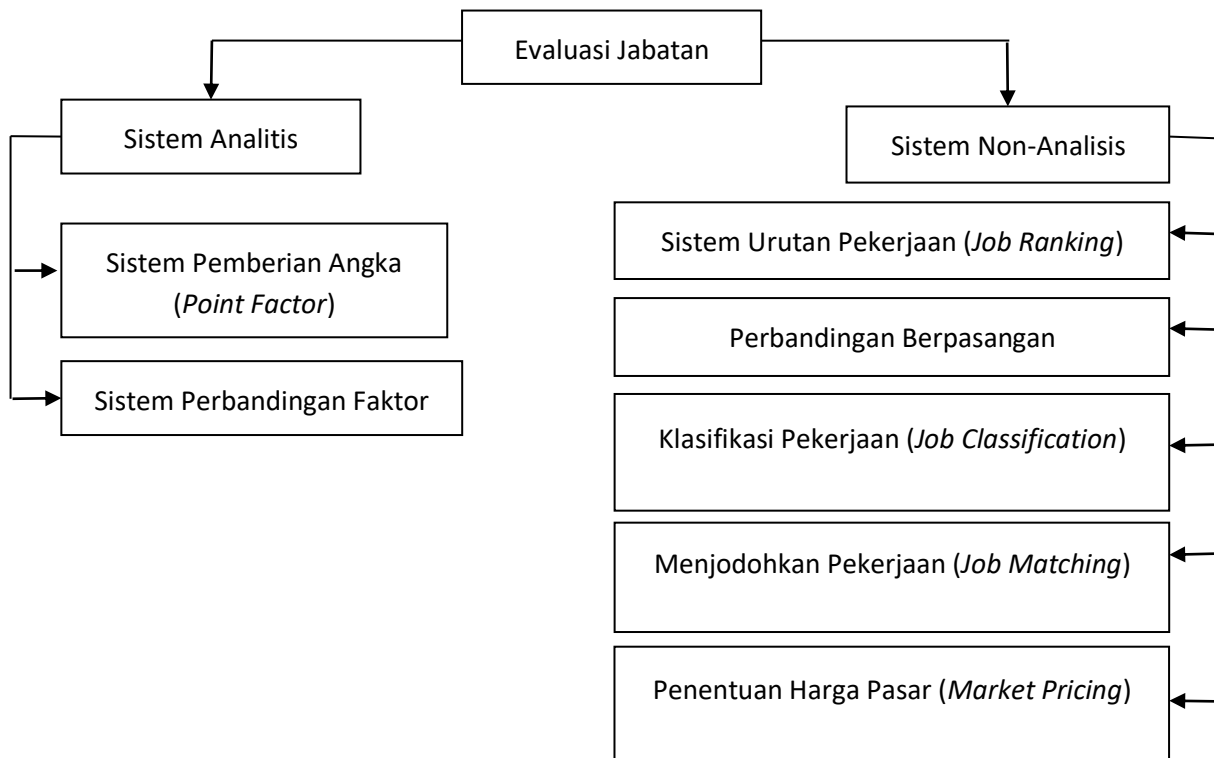 Evaluasi Jabatan
Sistem Analitis
Sistem Non-Analisis
Sistem Pemberian Angka
(Point Factor)
Sistem Perbandingan Faktor
Sistem Urutan Pekerjaan (Job Ranking)
Perbandingan Berpasangan
Klasifikasi Pekerjaan (Job Classification)
Menjodohkan Pekerjaan (Job Matching)
Penentuan Harga Pasar (Market Pricing)